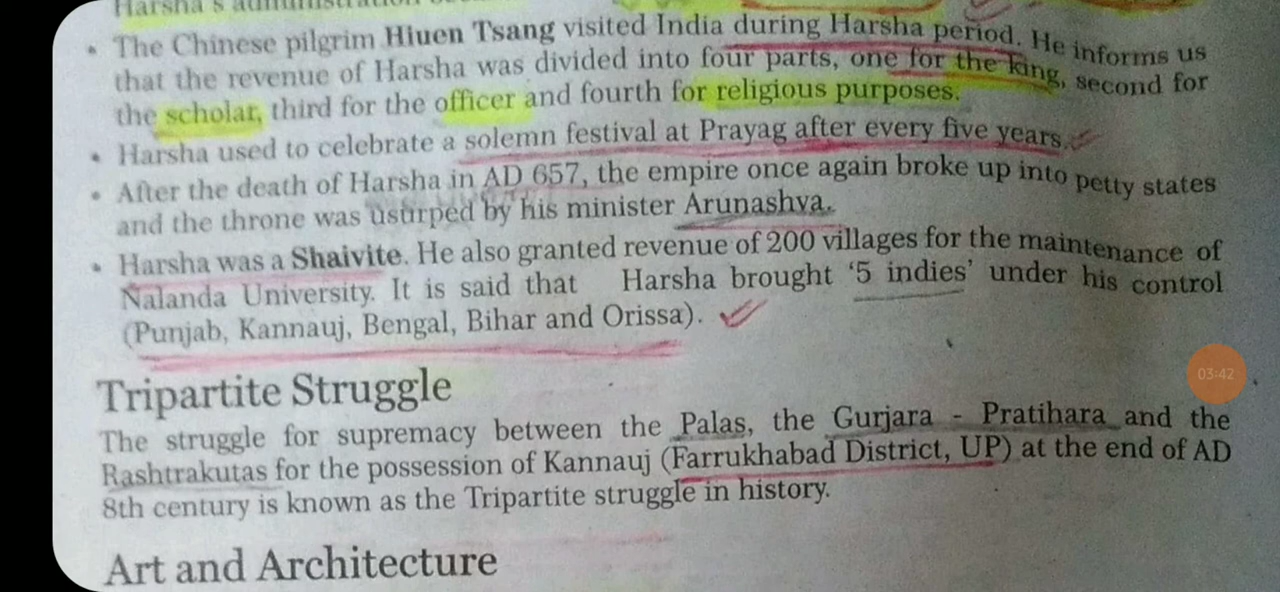 Harsha's administration
• The Chinese pilgrim Hiuen Tsang visited India during Harsha period. He informs us
that the revenue of Harsha was divided into four parts, one for the king, second for
the scholar, third for the officer and fourth for religious purposes.
• Harsha used to celebrate a solemn festival at Prayag after every five years.
• After the death of Harsha in AD 657, the empire once again broke up into petty states
and the throne was usurped by his minister Arunashva.
• Harsha was a Shaivite. He also granted revenue of 200 villages for the maintenance of
Nalanda University. It is said that Harsha brought '5 indies' under his control
(Punjab, Kannauj, Bengal, Bihar and Orissa).
Tripartite Struggle
The struggle for supremacy between the Palas, the Gurjara - Pratihara and the
Rashtrakutas for the possession of Kannauj (Farrukhabad District, UP) at the end of AD
8th century is known as the Tripartite struggle in history.
Art and Architecture
03:42